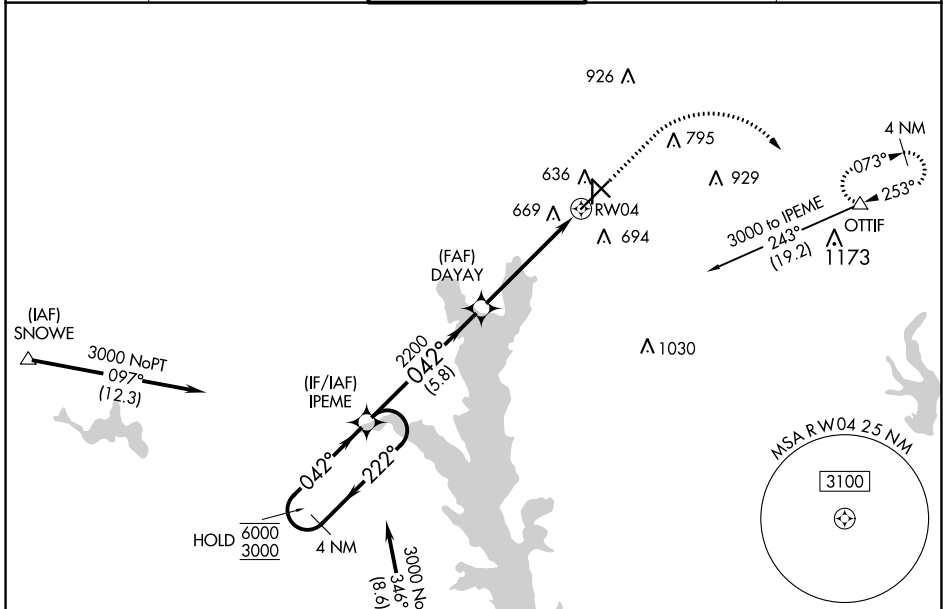 926
795
4 NM
073°
253°
636
929
669
RW04
694
3000 to IPEME
243°
(19.2)
OTTIF
1173
(FAF)
DAYAY
(IAF)
SNOWE
3000 NoPT
097°
(12.3)
2200
042°
(5.8)
1030
(IF/IAF)
IPEME
042°
222°
HOLD
6000
3000
4 NM
346°
(8.6)
MSA RW04 25 NM
3100